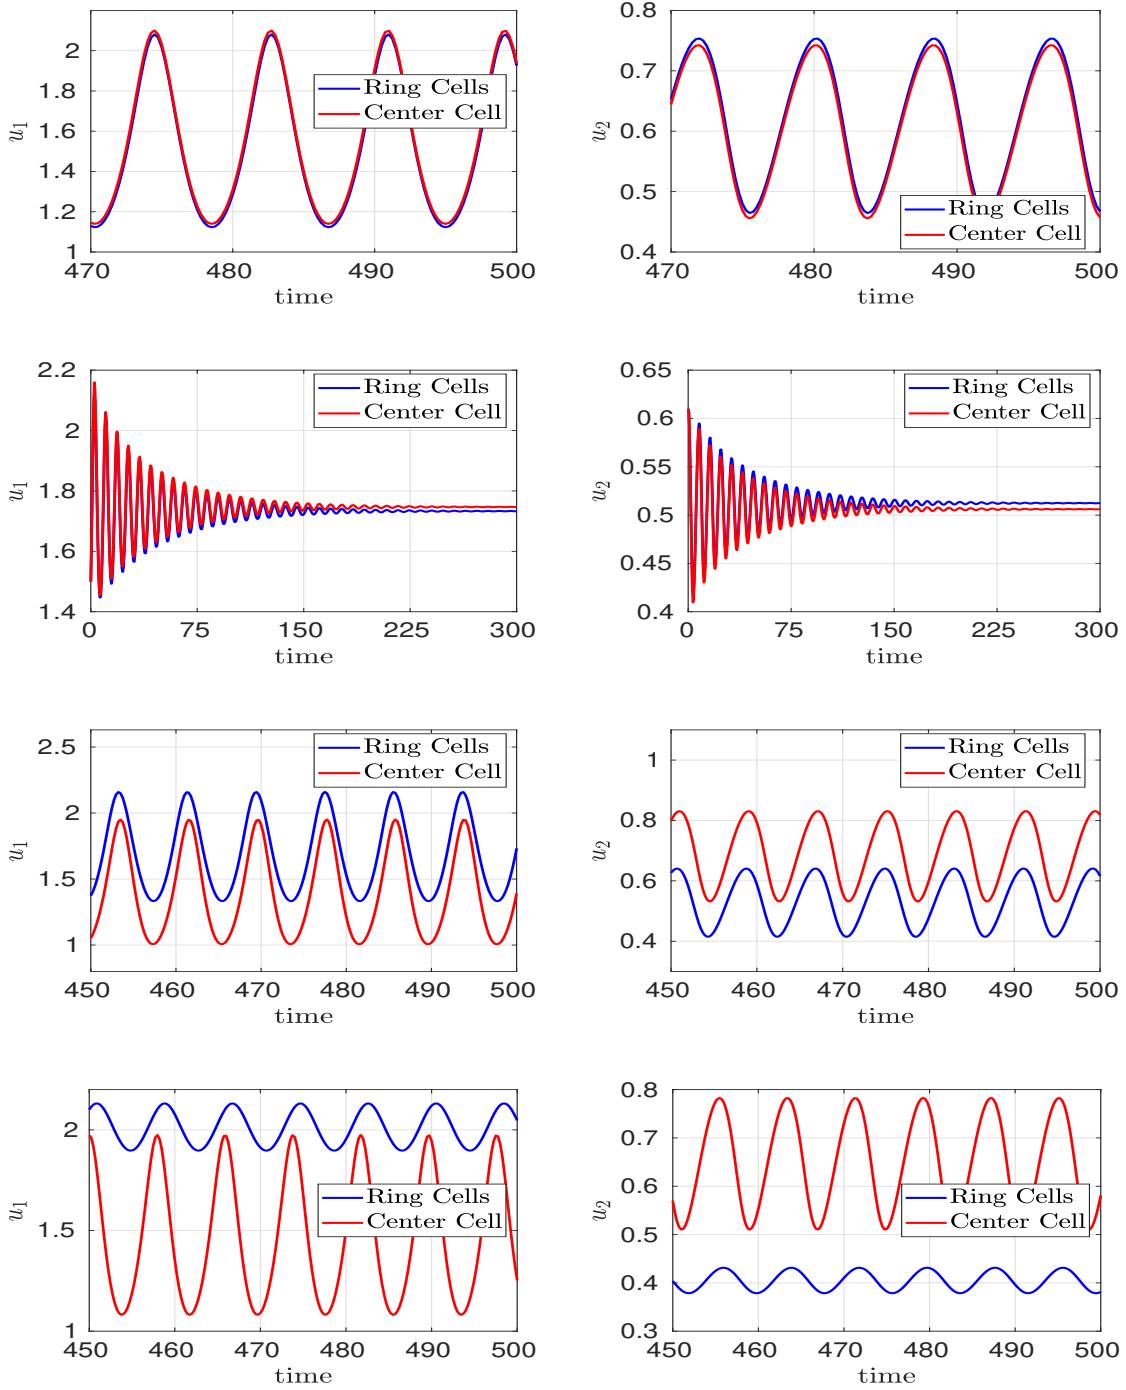 2
1.8
1.6
1.4
1.2
1
u1
Ring Cells
Center Cell
470
480
490
500
time
0.8
0.7
0.6
0.5
0.4
u2
Ring Cells
Center Cell
470
480
490
500
time
2.2
2
1.8
1.6
1.4
u1
Ring Cells
Center Cell
0
75
150
225
300
time
0.65
0.6
0.55
0.5
0.45
0.4
u2
Ring Cells
Center Cell
0
75
150
225
300
time
2.5
2
1.5
1
u1
Ring Cells
Center Cell
450
460
470
480
490
500
time
1
0.8
0.6
0.4
u2
Ring Cells
Center Cell
450
460
470
480
490
500
time
2
1.5
1
u1
Ring Cells
Center Cell
450
460
470
480
490
500
time
0.8
0.7
0.6
0.5
0.4
0.3
u2
Ring Cells
Center Cell
450
460
470
480
490
500
time